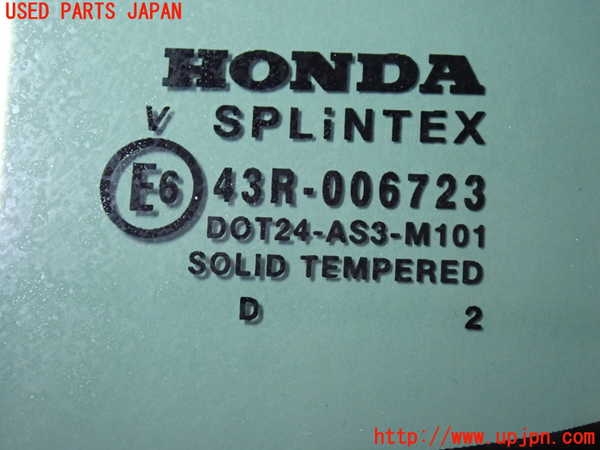 USED PARTS JAPAN
HONDA
V SPLiNTEX
E6 43R-006723
DOT24-AS3-M101
SOLID TEMPERED
D 2
http://www.upjpn.com/